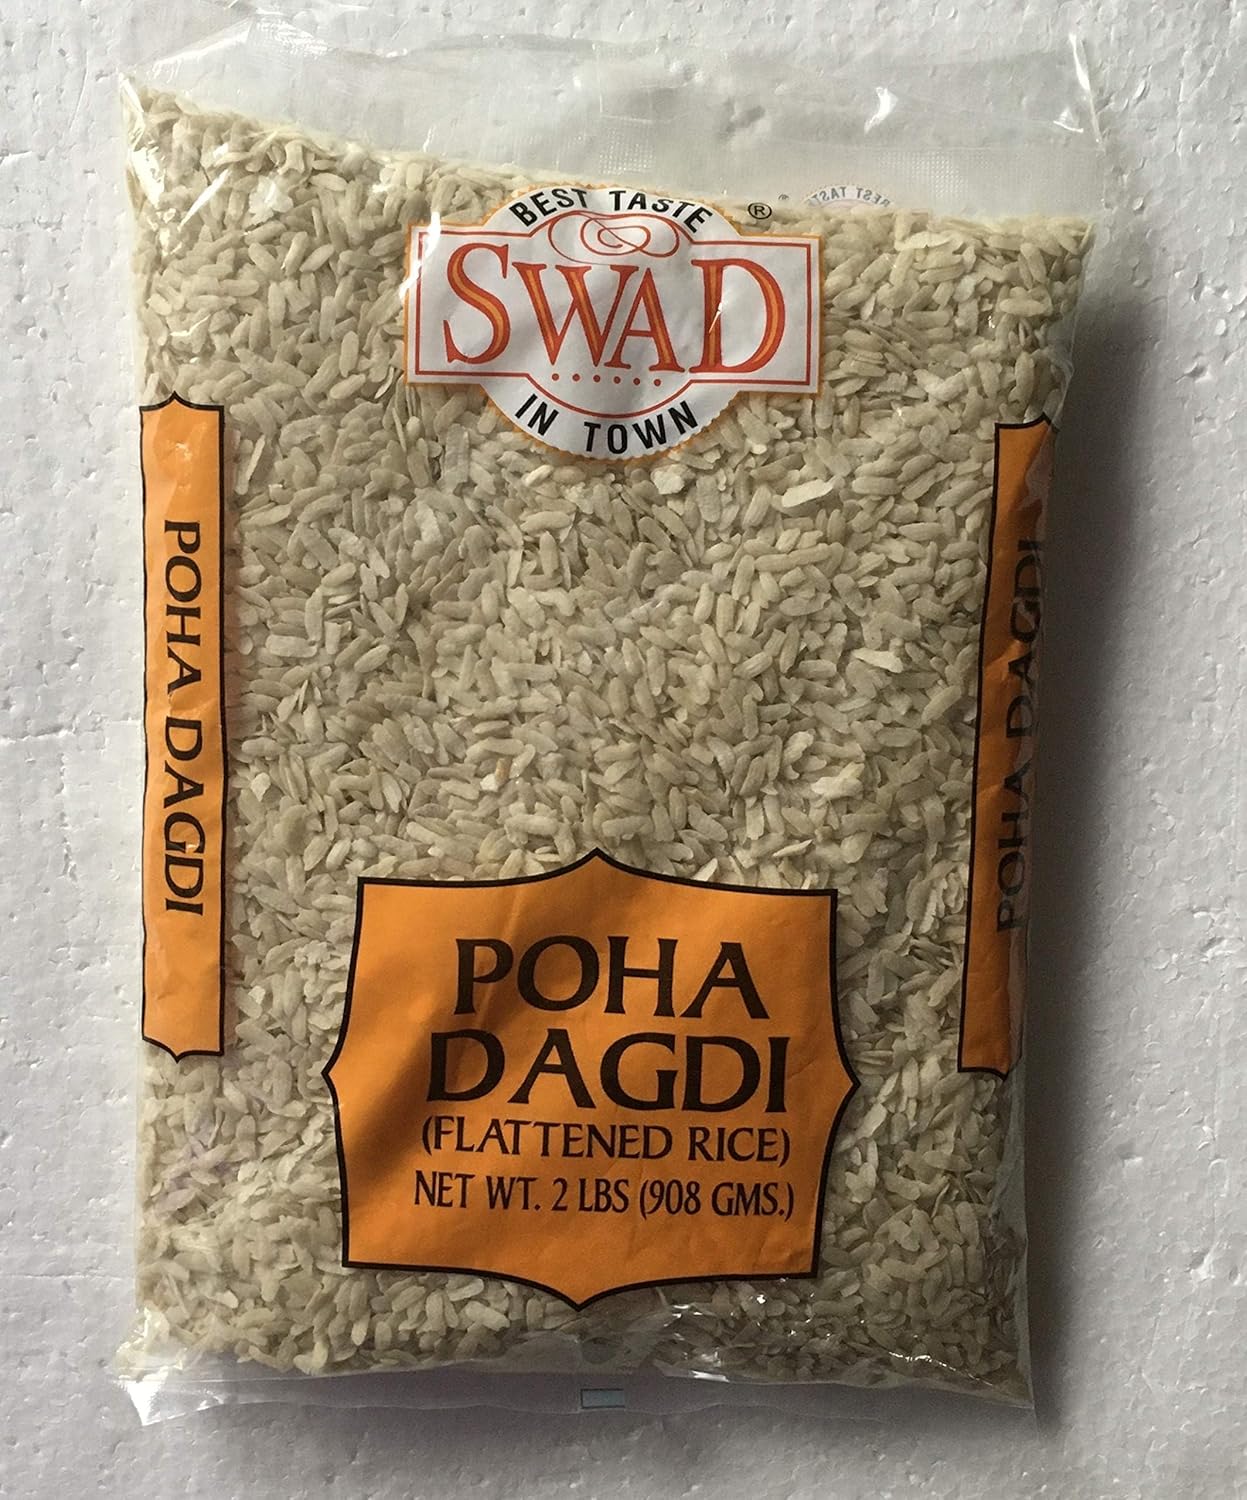 BEST TASTE
®
SWAD
IN TOWN
POHA DAGDI
POHA DAGDI
POHA
DAGDI
(FLATTENED RICE)
NET WT. 2 LBS (908 GMS.)